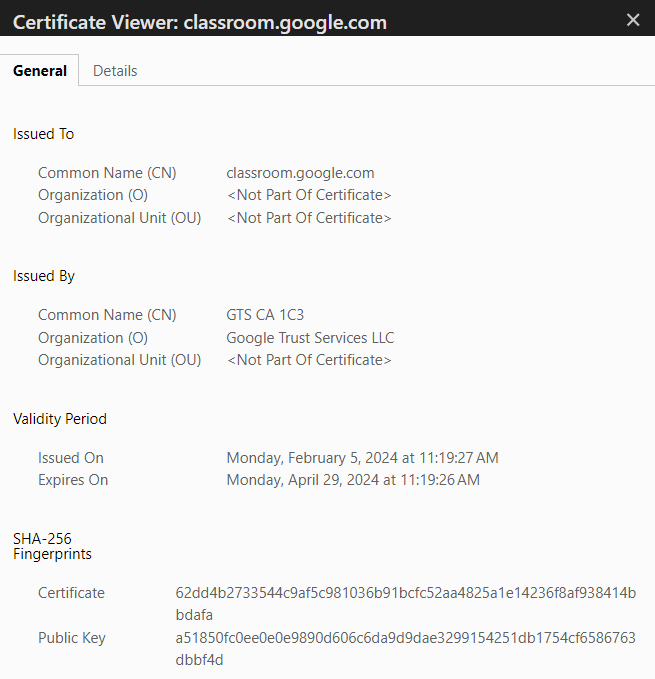 Certificate Viewer: classroom.google.com
General Details
Issued To
Common Name (CN) classroom.google.com
Organization (O) <Not Part Of Certificate>
Organizational Unit (OU) <Not Part Of Certificate>
Issued By
Common Name (CN) GTS CA 1C3
Organization (O) Google Trust Services LLC
Organizational Unit (OU) <Not Part Of Certificate>
Validity Period
Issued On Monday, February 5, 2024 at 11:19:27 AM
Expires On Monday, April 29, 2024 at 11:19:26 AM
SHA-256
Fingerprints
Certificate 62dd4b2733544c9af5c981036b91bcfc52aa4825a1e14236f8af938414b
bdafa
Public Key a51850fc0ee0e0e9890d606c6da9d9dae3299154251db1754cf6586763
dbbf4d